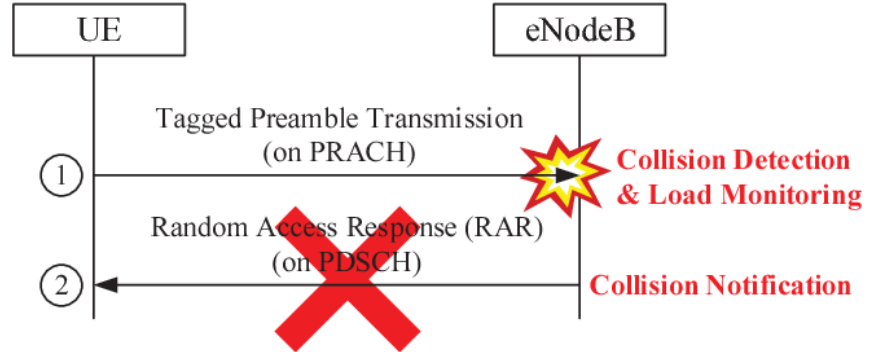 UE
eNodeB
Tagged Preamble Transmission
(on PRACH)
1
Collision Detection
& Load Monitoring
Random Access Response (RAR)
(on PDSCH)
2
Collision Notification